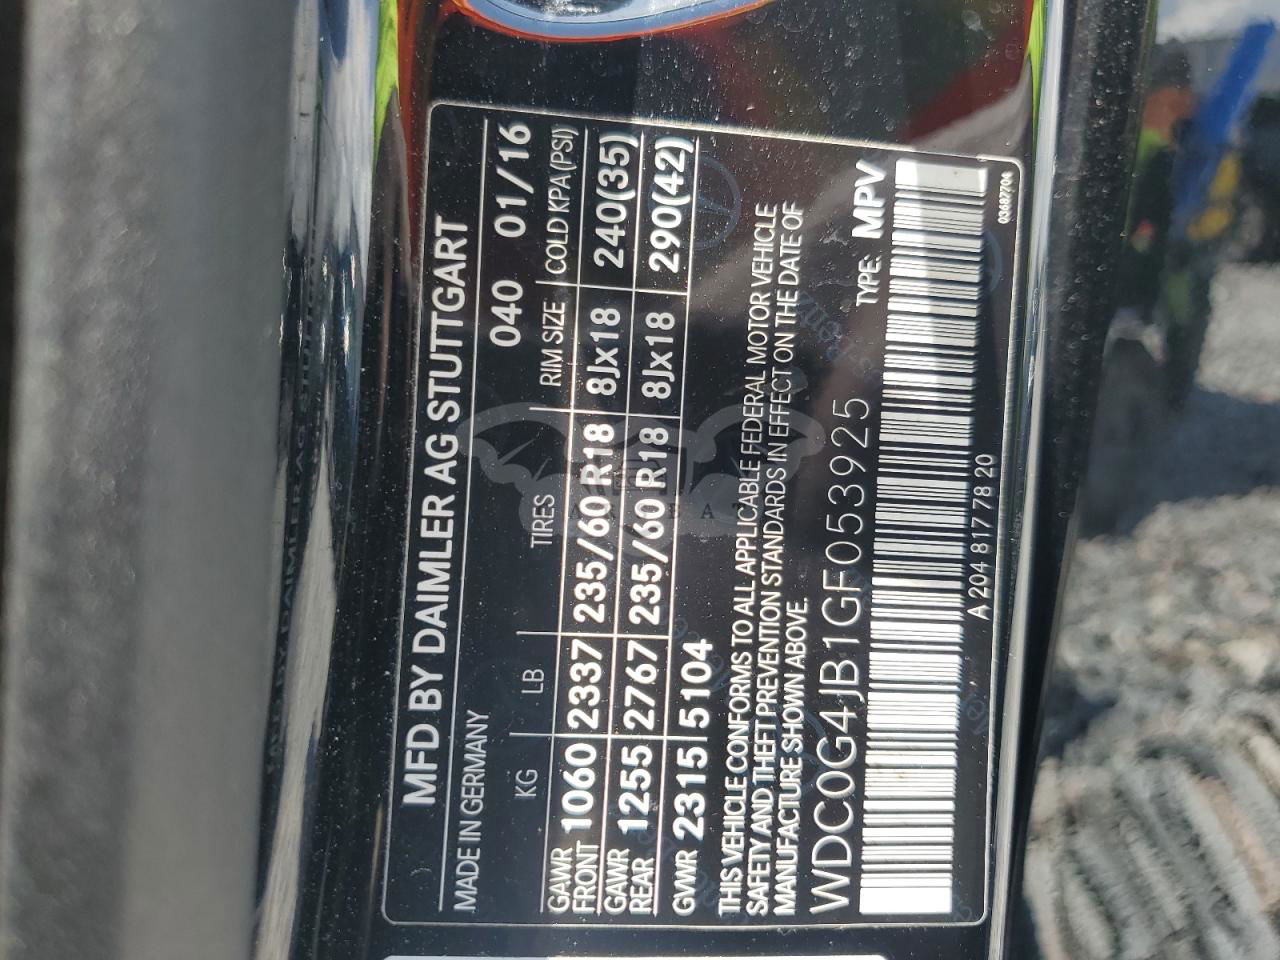 MFD BY DAIMLER AG STUTTGART
MADE IN GERMANY 040 01/16
KG LB TIRES RIM SIZE COLD KPA (PSI)
GAWR FRONT 1060 2337 235/60 R18 8Jx18 240(35)
GAWR REAR 1255 2767 235/60 R18 8Jx18 290(42)
GVWR 2315 5104
THIS VEHICLE CONFORMS TO ALL APPLICABLE FEDERAL MOTOR VEHICLE
SAFETY AND THEFT PREVENTION STANDARDS IN EFFECT ON THE DATE OF
MANUFACTURE SHOWN ABOVE.
WDC0G4JB1GF053925 TYPE: MPV
A 204 817 78 20
03687704